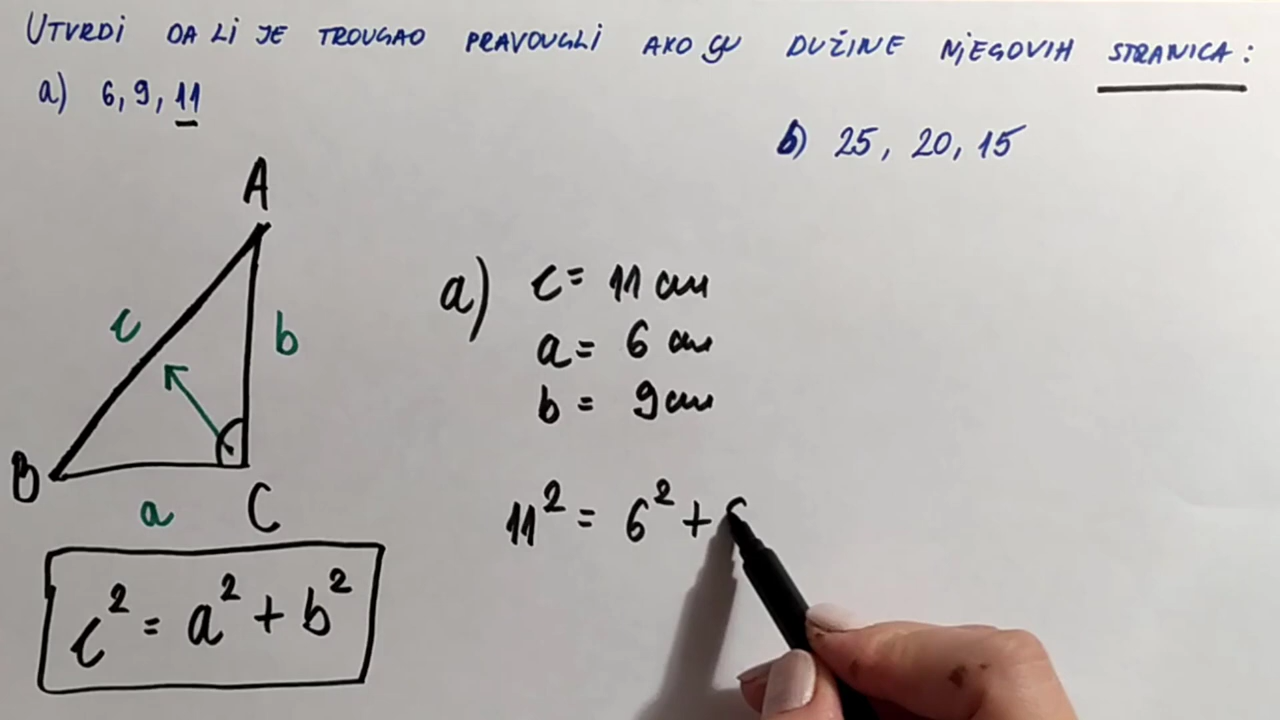 UTVRDI DA LI JE TROUGAO PRAVOUGLI AKO SU DUŽINE NJEGOVIH STRANICA:
a) 6, 9, 11
b) 25, 20, 15
A
c
b
B
a
C
c² = a² + b²
a) c = 11 cm
a = 6 cm
b = 9 cm
11² = 6² +